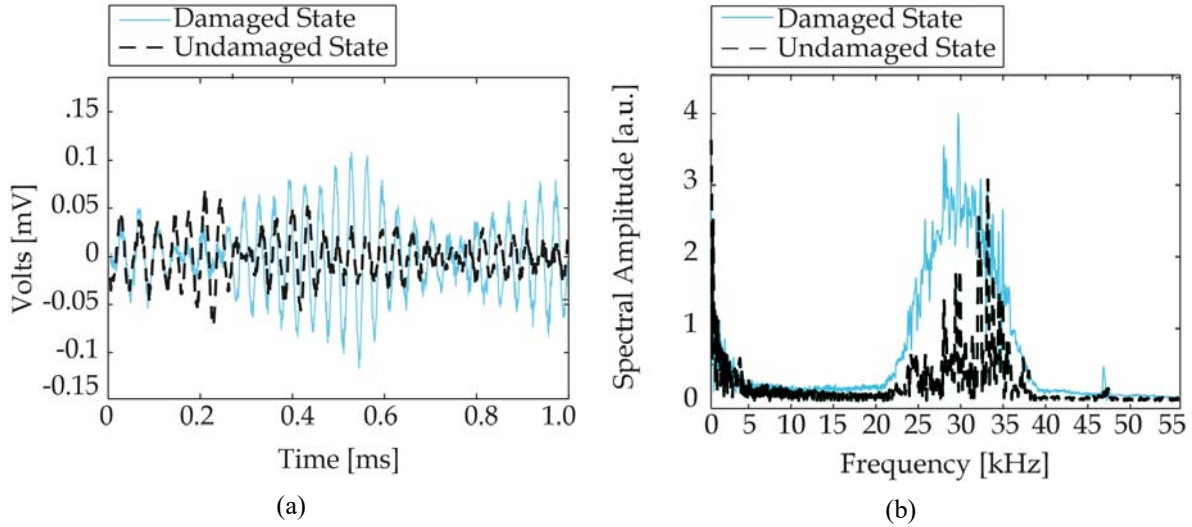 Damaged State
Undamaged State
.15
0.1
0.05
0
-0.05
-0.1
-0.15
Volts [mV]
0 0.2 0.4 0.6 0.8 1.0
Time [ms]
(a)
Damaged State
Undamaged State
4
3
2
1
0
Spectral Amplitude [a.u.]
0 5 10 15 20 25 30 35 40 45 50 55
Frequency [kHz]
(b)